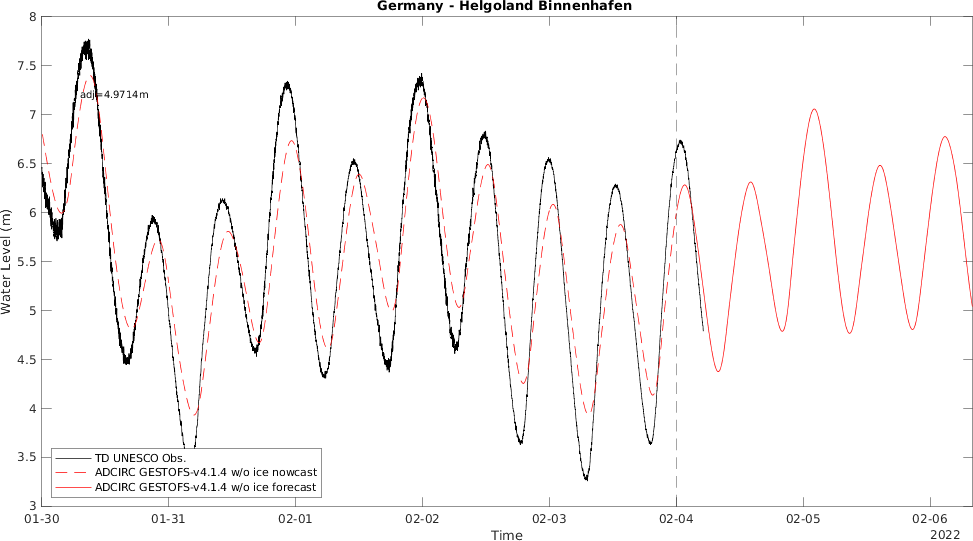 Germany - Helgoland Binnenhafen
8
7.5
7
6.5
6
5.5
5
4.5
4
3.5
3
Water Level (m)
adj=4.9714m
TD UNESCO Obs.
ADCIRC GESTOFS-v4.1.4 w/o ice nowcast
ADCIRC GESTOFS-v4.1.4 w/o ice forecast
01-30 01-31 02-01 02-02 02-03 02-04 02-05 02-06
Time
2022